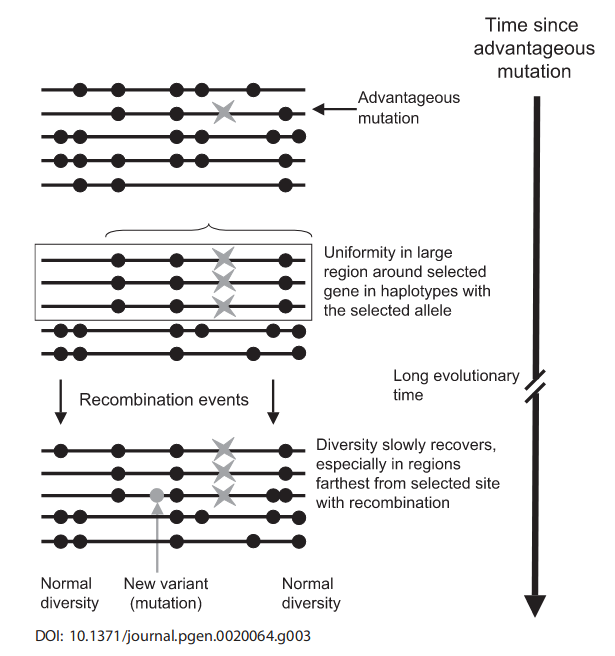 Time since
advantageous
mutation
Advantageous
mutation
Uniformity in large
region around selected
gene in haplotypes with
the selected allele
Long evolutionary
time
Recombination events
Diversity slowly recovers,
especially in regions
farthest from selected site
with recombination
Normal
diversity
New variant
(mutation)
Normal
diversity
DOI: 10.1371/journal.pgen.0020064.g003